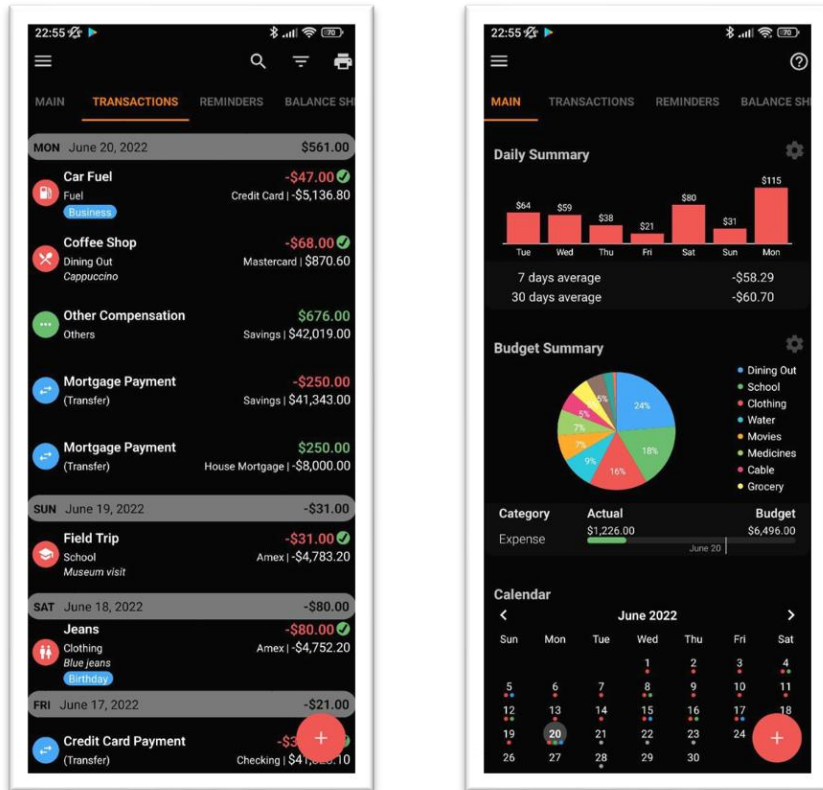 22:55
70
MAIN TRANSACTIONS REMINDERS BALANCE SH
MON June 20, 2022 $561.00
Car Fuel -$47.00
Fuel Credit Card | -$5,136.80
Business
Coffee Shop -$68.00
Dining Out Mastercard | $870.60
Cappuccino
Other Compensation $676.00
Others Savings | $42,019.00
Mortgage Payment -$250.00
(Transfer) Savings | $41,343.00
Mortgage Payment $250.00
(Transfer) House Mortgage | -$8,000.00
SUN June 19, 2022 -$31.00
Field Trip -$31.00
School Amex | -$4,783.20
Museum visit
SAT June 18, 2022 -$80.00
Jeans -$80.00
Clothing Amex | -$4,752.20
Blue jeans
Birthday
FRI June 17, 2022 -$21.00
Credit Card Payment
(Transfer) Checking
22:55
70
MAIN TRANSACTIONS REMINDERS BALANCE SH
Daily Summary
$64 $59 $38 $21 $80 $31 $115
Tue Wed Thu Fri Sat Sun Mon
7 days average -$58.29
30 days average -$60.70
Budget Summary
24% 18% 16% 9% 7% 7% 5%
Dining Out
School
Clothing
Water
Movies
Medicines
Cable
Grocery
Category Actual Budget
Expense $1,226.00 $6,496.00
June 20
Calendar
June 2022
Sun Mon Tue Wed Thu Fri Sat
1 2 3 4
5 6 7 8 9 10 11
12 13 14 15 16 17 18
19 20 21 22 23 24
26 27 28 29 30